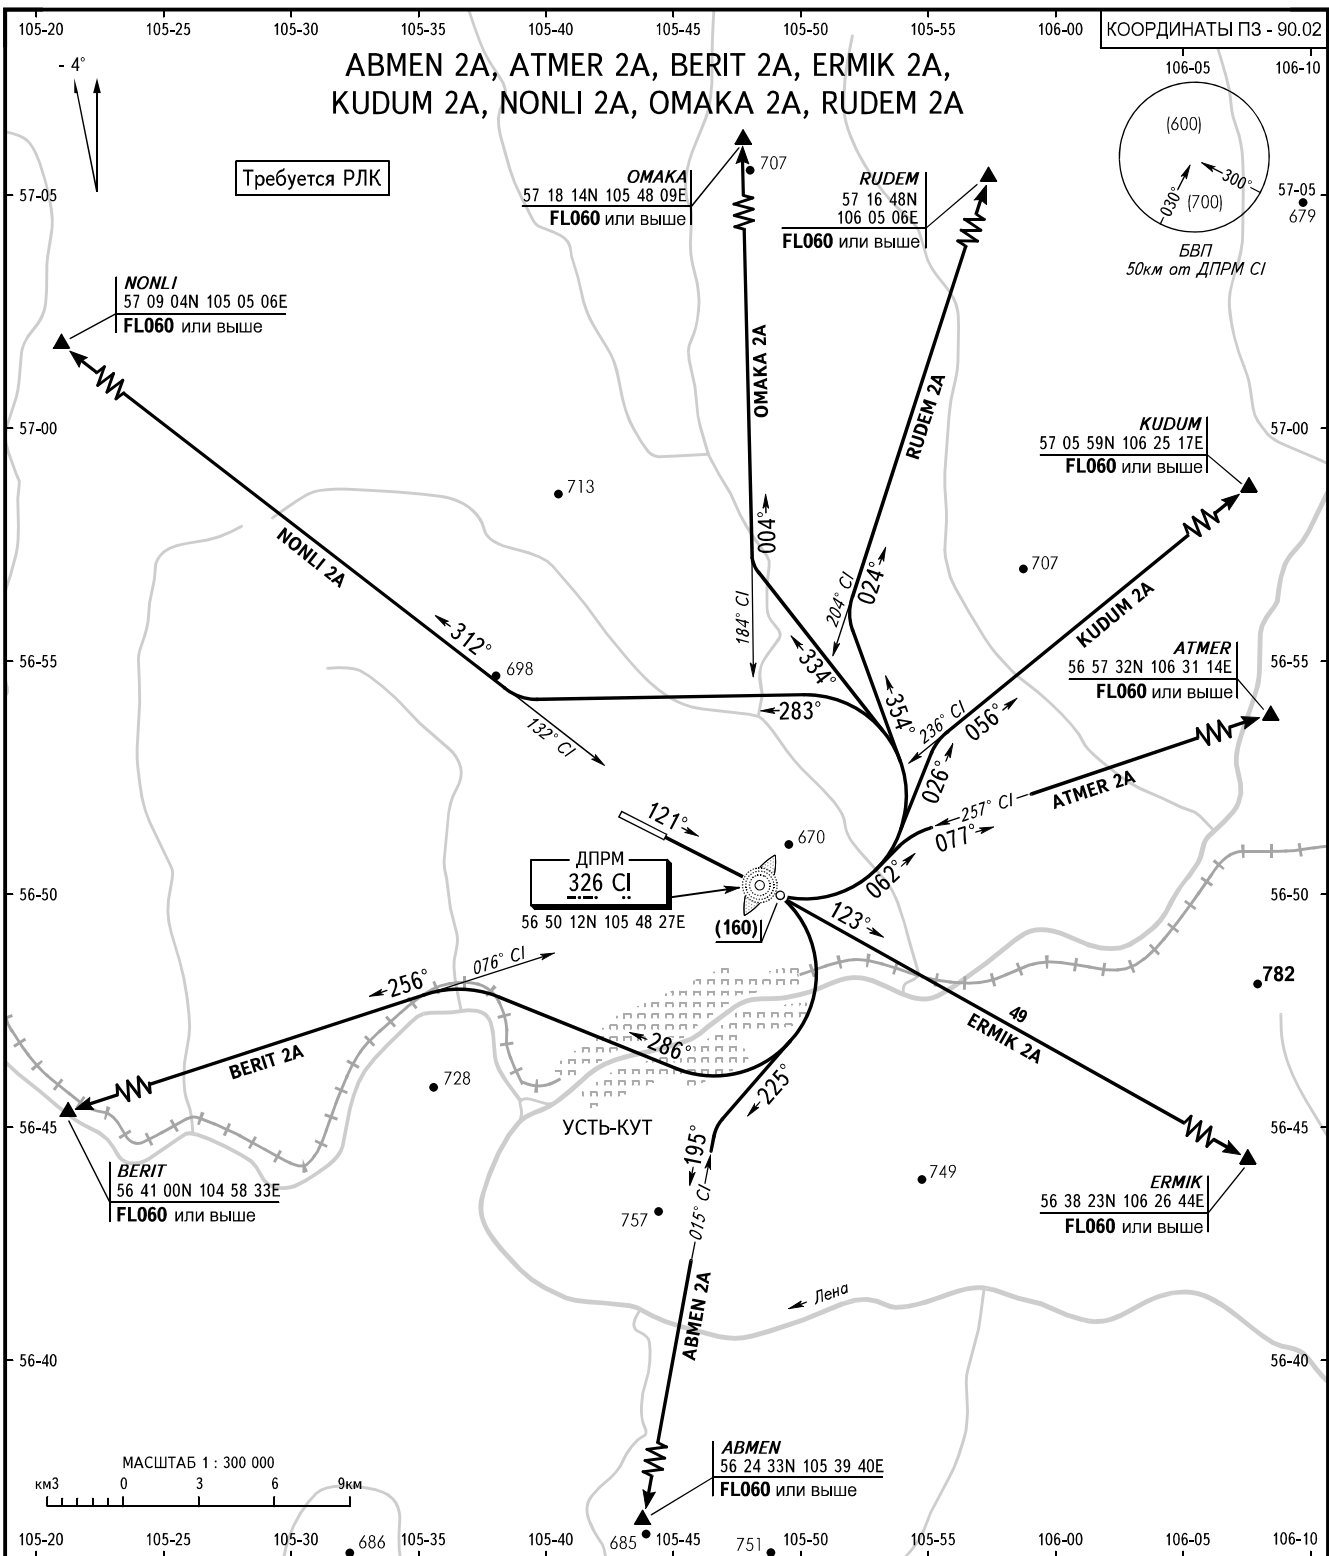 105-20 105-25 105-30 105-35 105-40 105-45 105-50 105-55 106-00
КООРДИНАТЫ ПЗ - 90.02
106-05 106-10
- 4°
ABMEN 2A, ATMER 2A, BERIT 2A, ERMIK 2A,
KUDUM 2A, NONLI 2A, OMAKA 2A, RUDEM 2A
Требуется РЛК
(600)
300°
030°
(700)
БВП
50км от ДПРМ CI
57-05
57-05
679
707
OMAKA
57 18 14N 105 48 09E
FL060 или выше
RUDEM
57 16 48N
106 05 06E
FL060 или выше
NONLI
57 09 04N 105 05 06E
FL060 или выше
OMAKA 2A
RUDEM 2A
57-00
57-00
KUDUM
57 05 59N 106 25 17E
FL060 или выше
713
NONLI 2A
004°
184° CI
024°
204° CI
707
KUDUM 2A
312°
698
334°
354°
56-55
56-55
ATMER
56 57 32N 106 31 14E
FL060 или выше
132° CI
283°
236° CI
056°
026°
257° CI
077°
ATMER 2A
121°
670
062°
ДПРМ
326 CI
56 50 12N 105 48 27E
(160)
56-50
56-50
123°
256°
076° CI
782
49
ERMIK 2A
BERIT 2A
286°
728
225°
УСТЬ-КУТ
56-45
56-45
195°
015° CI
BERIT
56 41 00N 104 58 33E
FL060 или выше
749
757
ERMIK
56 38 23N 106 26 44E
FL060 или выше
Лена
ABMEN 2A
56-40
56-40
ABMEN
56 24 33N 105 39 40E
FL060 или выше
МАСШТАБ 1 : 300 000
км3 0 3 6 9км
686
685
751
105-20 105-25 105-30 105-35 105-40 105-45 105-50 105-55 106-00 106-05 106-10